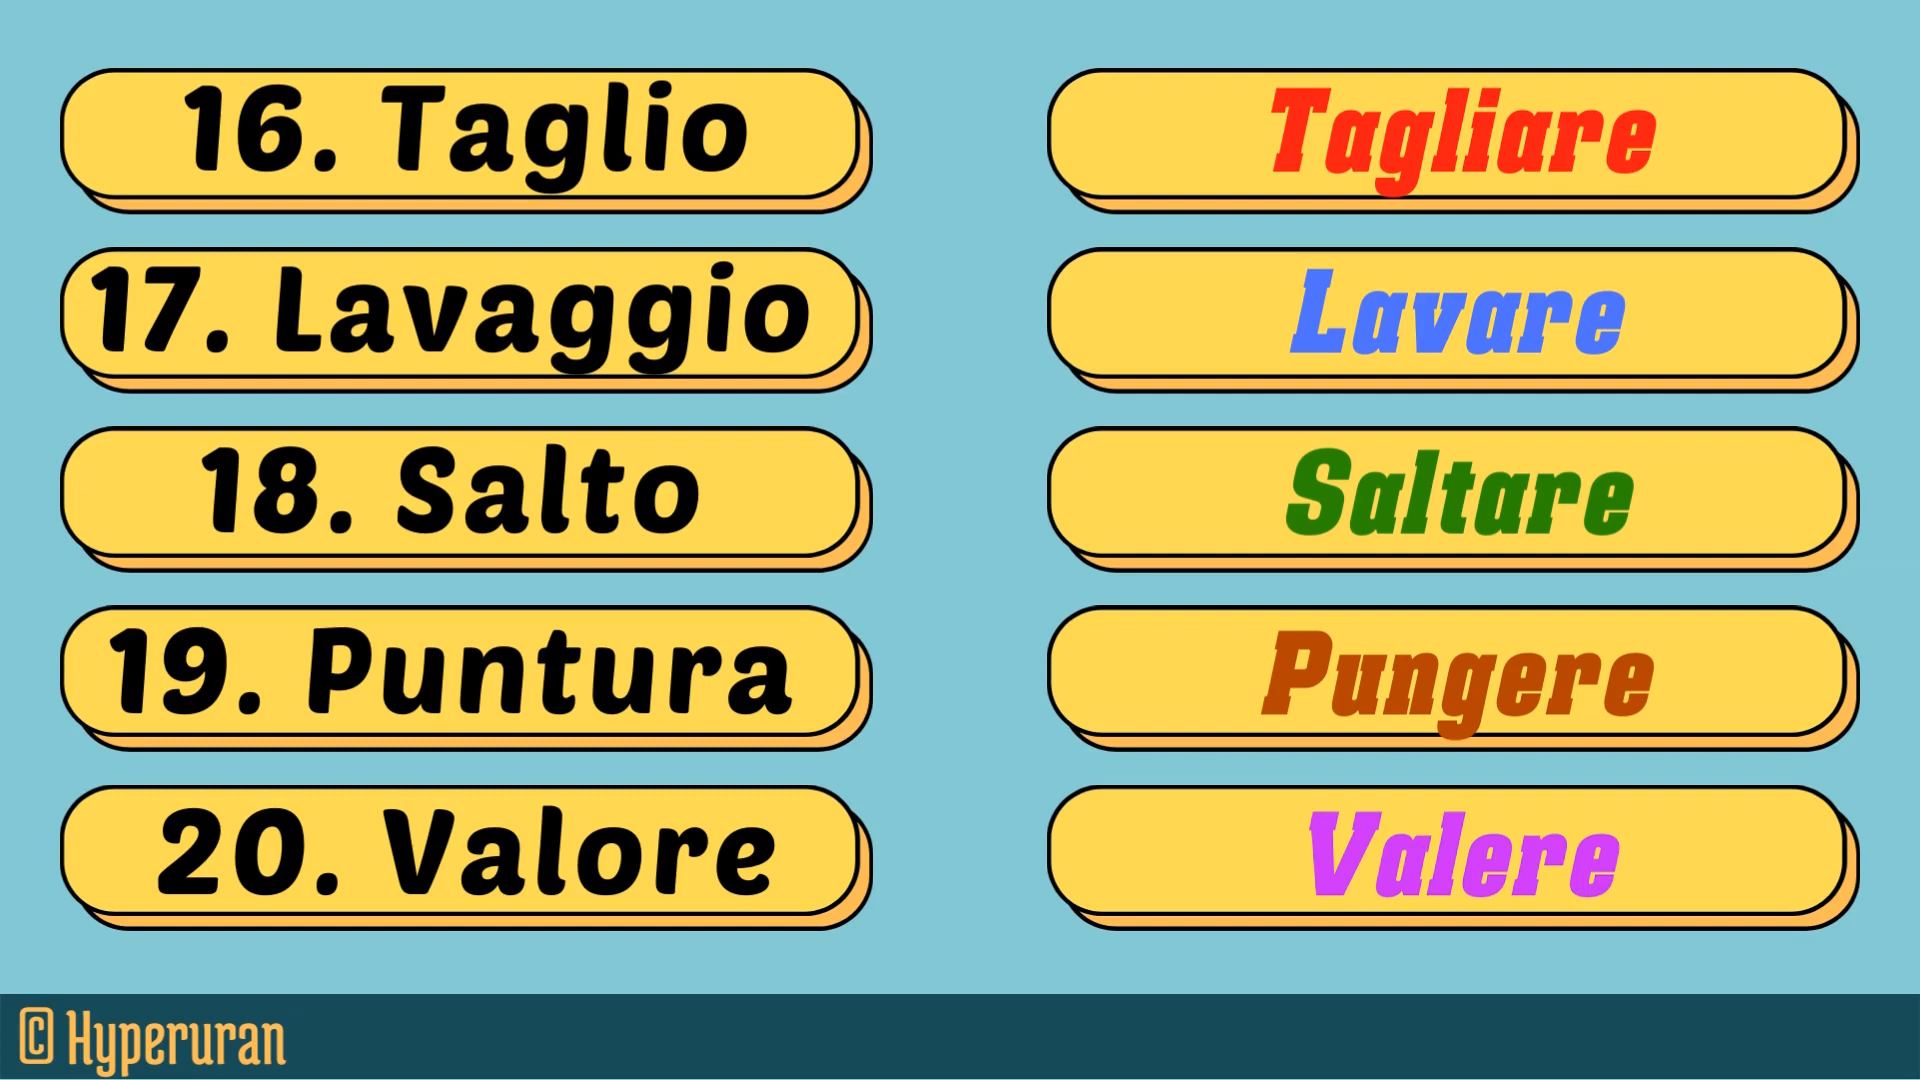 16. Taglio
Tagliare
17. Lavaggio
Lavare
18. Salto
Saltare
19. Puntura
Pungere
20. Valore
Valere
© Hyperuran